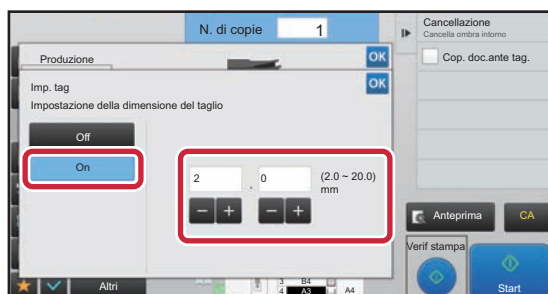 N. di copie 1
Cancellazione
Cancella ombra intorno
Produzione
OK
Cop. doc.ante tag.
Imp. tag
OK
Impostazione della dimensione del taglio
Off
On
2 . 0 (2.0 ~ 20.0)
mm
Anteprima
CA
Verif stampa
Start
Altri
3 B4
4 A3 A4